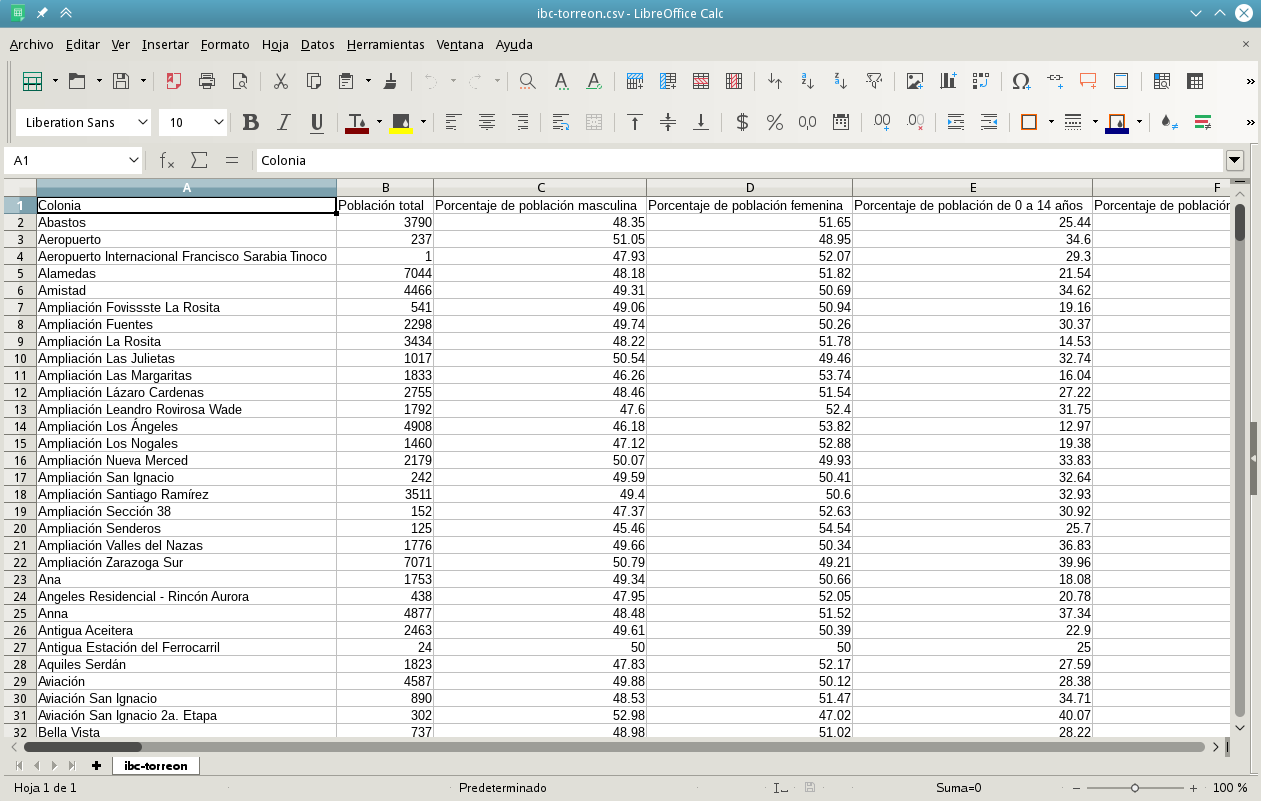 ibc-torreon.csv - LibreOffice Calc
Archivo Editar Ver Insertar Formato Hoja Datos Herramientas Ventana Ayuda
Liberation Sans 10
A1 Colonia
A B C D E F
1 Colonia Población total Porcentaje de población masculina Porcentaje de población femenina Porcentaje de población de 0 a 14 años Porcentaje de población
2 Abastos 3790 48.35 51.65 25.44
3 Aeropuerto 237 51.05 48.95 34.6
4 Aeropuerto Internacional Francisco Sarabia Tinoco 1 47.93 52.07 29.3
5 Alamedas 7044 48.18 51.82 21.54
6 Amistad 4466 49.31 50.69 34.62
7 Ampliación Fovissste La Rosita 541 49.06 50.94 19.16
8 Ampliación Fuentes 2298 49.74 50.26 30.37
9 Ampliación La Rosita 3434 48.22 51.78 14.53
10 Ampliación Las Julietas 1017 50.54 49.46 32.74
11 Ampliación Las Margaritas 1833 46.26 53.74 16.04
12 Ampliación Lázaro Cardenas 2755 48.46 51.54 27.22
13 Ampliación Leandro Rovirosa Wade 1792 47.6 52.4 31.75
14 Ampliación Los Ángeles 4908 46.18 53.82 12.97
15 Ampliación Los Nogales 1460 47.12 52.88 19.38
16 Ampliación Nueva Merced 2179 50.07 49.93 33.83
17 Ampliación San Ignacio 242 49.59 50.41 32.64
18 Ampliación Santiago Ramírez 3511 49.4 50.6 32.93
19 Ampliación Sección 38 152 47.37 52.63 30.92
20 Ampliación Senderos 125 45.46 54.54 25.7
21 Ampliación Valles del Nazas 1776 49.66 50.34 36.83
22 Ampliación Zarazoga Sur 7071 50.79 49.21 39.96
23 Ana 1753 49.34 50.66 18.08
24 Angeles Residencial - Rincón Aurora 438 47.95 52.05 20.78
25 Anna 4877 48.48 51.52 37.34
26 Antigua Aceitera 2463 49.61 50.39 22.9
27 Antigua Estación del Ferrocarril 24 50 50 25
28 Aquiles Serdán 1823 47.83 52.17 27.59
29 Aviación 4587 49.88 50.12 28.38
30 Aviación San Ignacio 890 48.53 51.47 34.71
31 Aviación San Ignacio 2a. Etapa 302 52.98 47.02 40.07
32 Bella Vista 737 48.98 51.02 28.22
ibc-torreon
Hoja 1 de 1 Predeterminado Suma=0 100 %